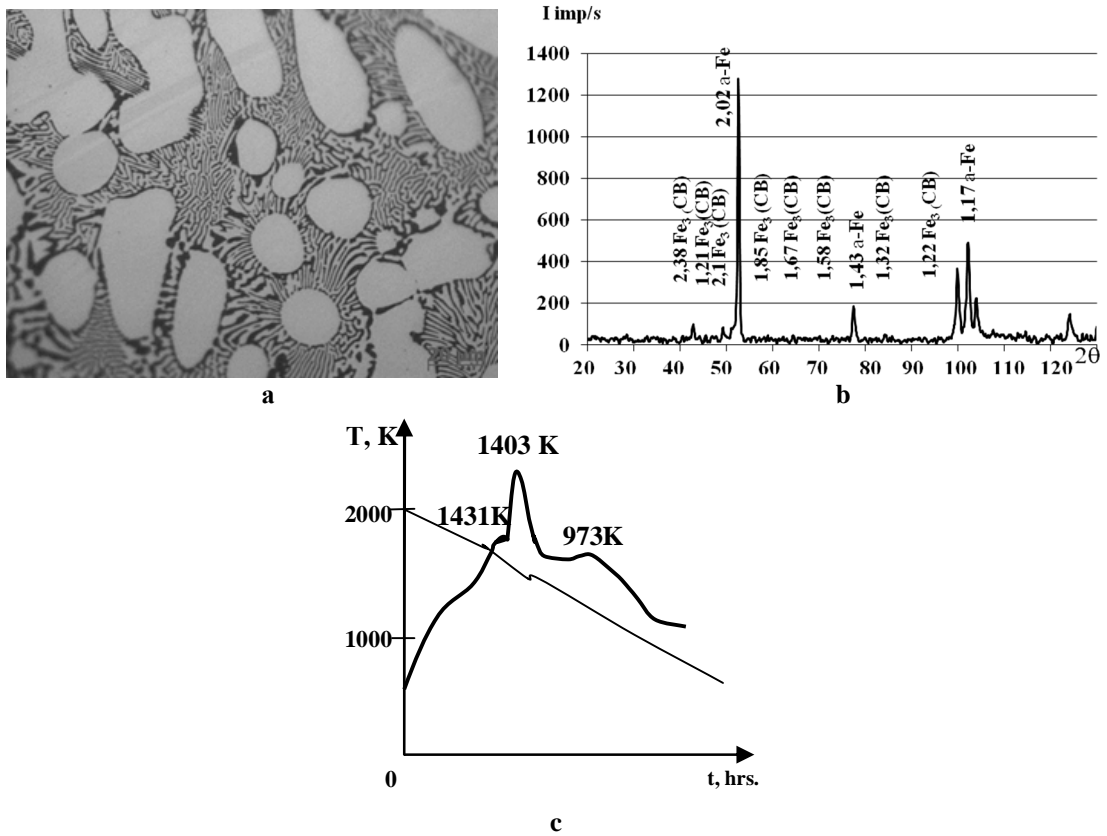 I imp/s
1400
1200
1000
800
600
400
200
0
2,38 Fe₃ (CB)
1,21 Fe₃(CB)
2,1 Fe₃ (CB)
2,02 a-Fe
1,85 Fe₃ (CB)
1,67 Fe₃(CB)
1,58 Fe₃(CB)
1,43 a-Fe
1,32 Fe₃(CB)
1,22 Fe₃ (CB)
1,17 a-Fe
20 30 40 50 60 70 80 90 100 110 120 2θ
a
b
T, K
1403 K
2000
1431K
973K
1000
0
t, hrs.
c